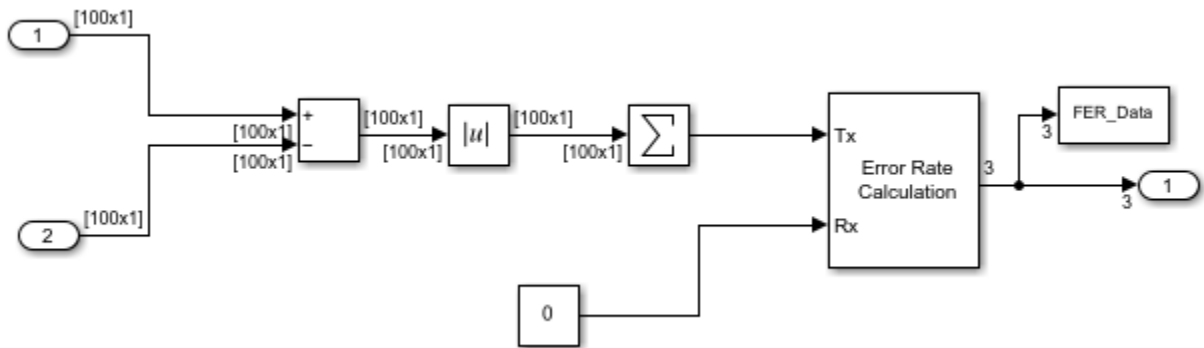 [100x1]
1
+
[100x1]
−
[100x1]
[100x1]
2
[100x1]
[100x1]
|u|
[100x1]
[100x1]
∑
Tx
Error Rate
Calculation
Rx
3
FER_Data
3
1
3
0